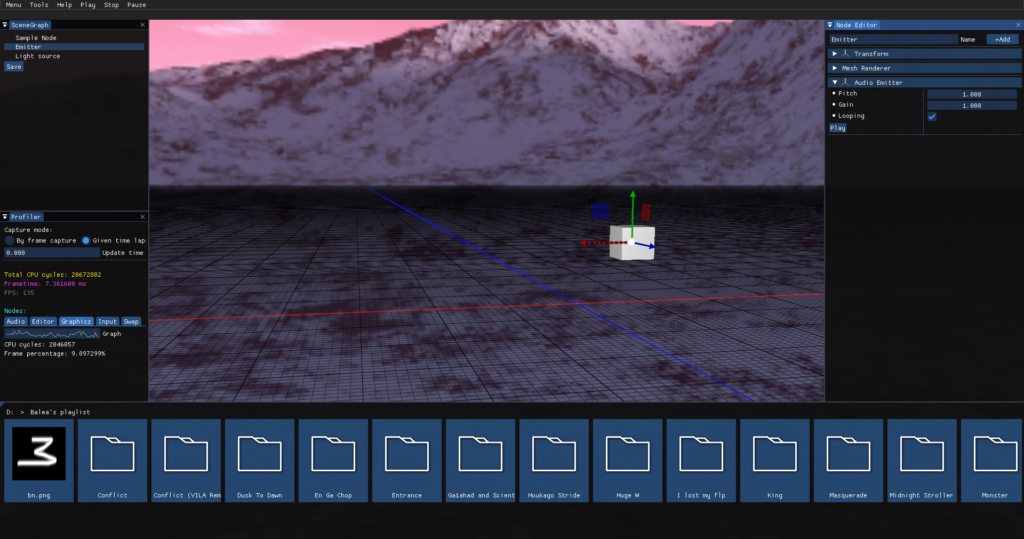 Menu Tools Help Play Stop Pause
SceneGraph
Sample Node
Emitter
Light source
Save
Profiler
Capture mode:
By frame capture Given time lap
0.000 Update time
Total CPU cycles: 20672802
Frametime: 7.361600 ms
FPS: 135
Nodes:
Audio Editor Graphics Input Swap
Graph
CPU cycles: 2046057
Frame percentage: 9.897299%
Node Editor
Emitter Name +Add
Transform
Mesh Renderer
Audio Emitter
Pitch 1.000
Gain 1.000
Looping
Play
D: > Balea's playlist
bn.png
Conflict
Conflict (VILA Rem
Dusk To Dawn
En Ga Chop
Entrance
Galahad and Scient
Houkago Stride
Huge W
I lost my flp
King
Masquerade
Midnight Stroller
Monster